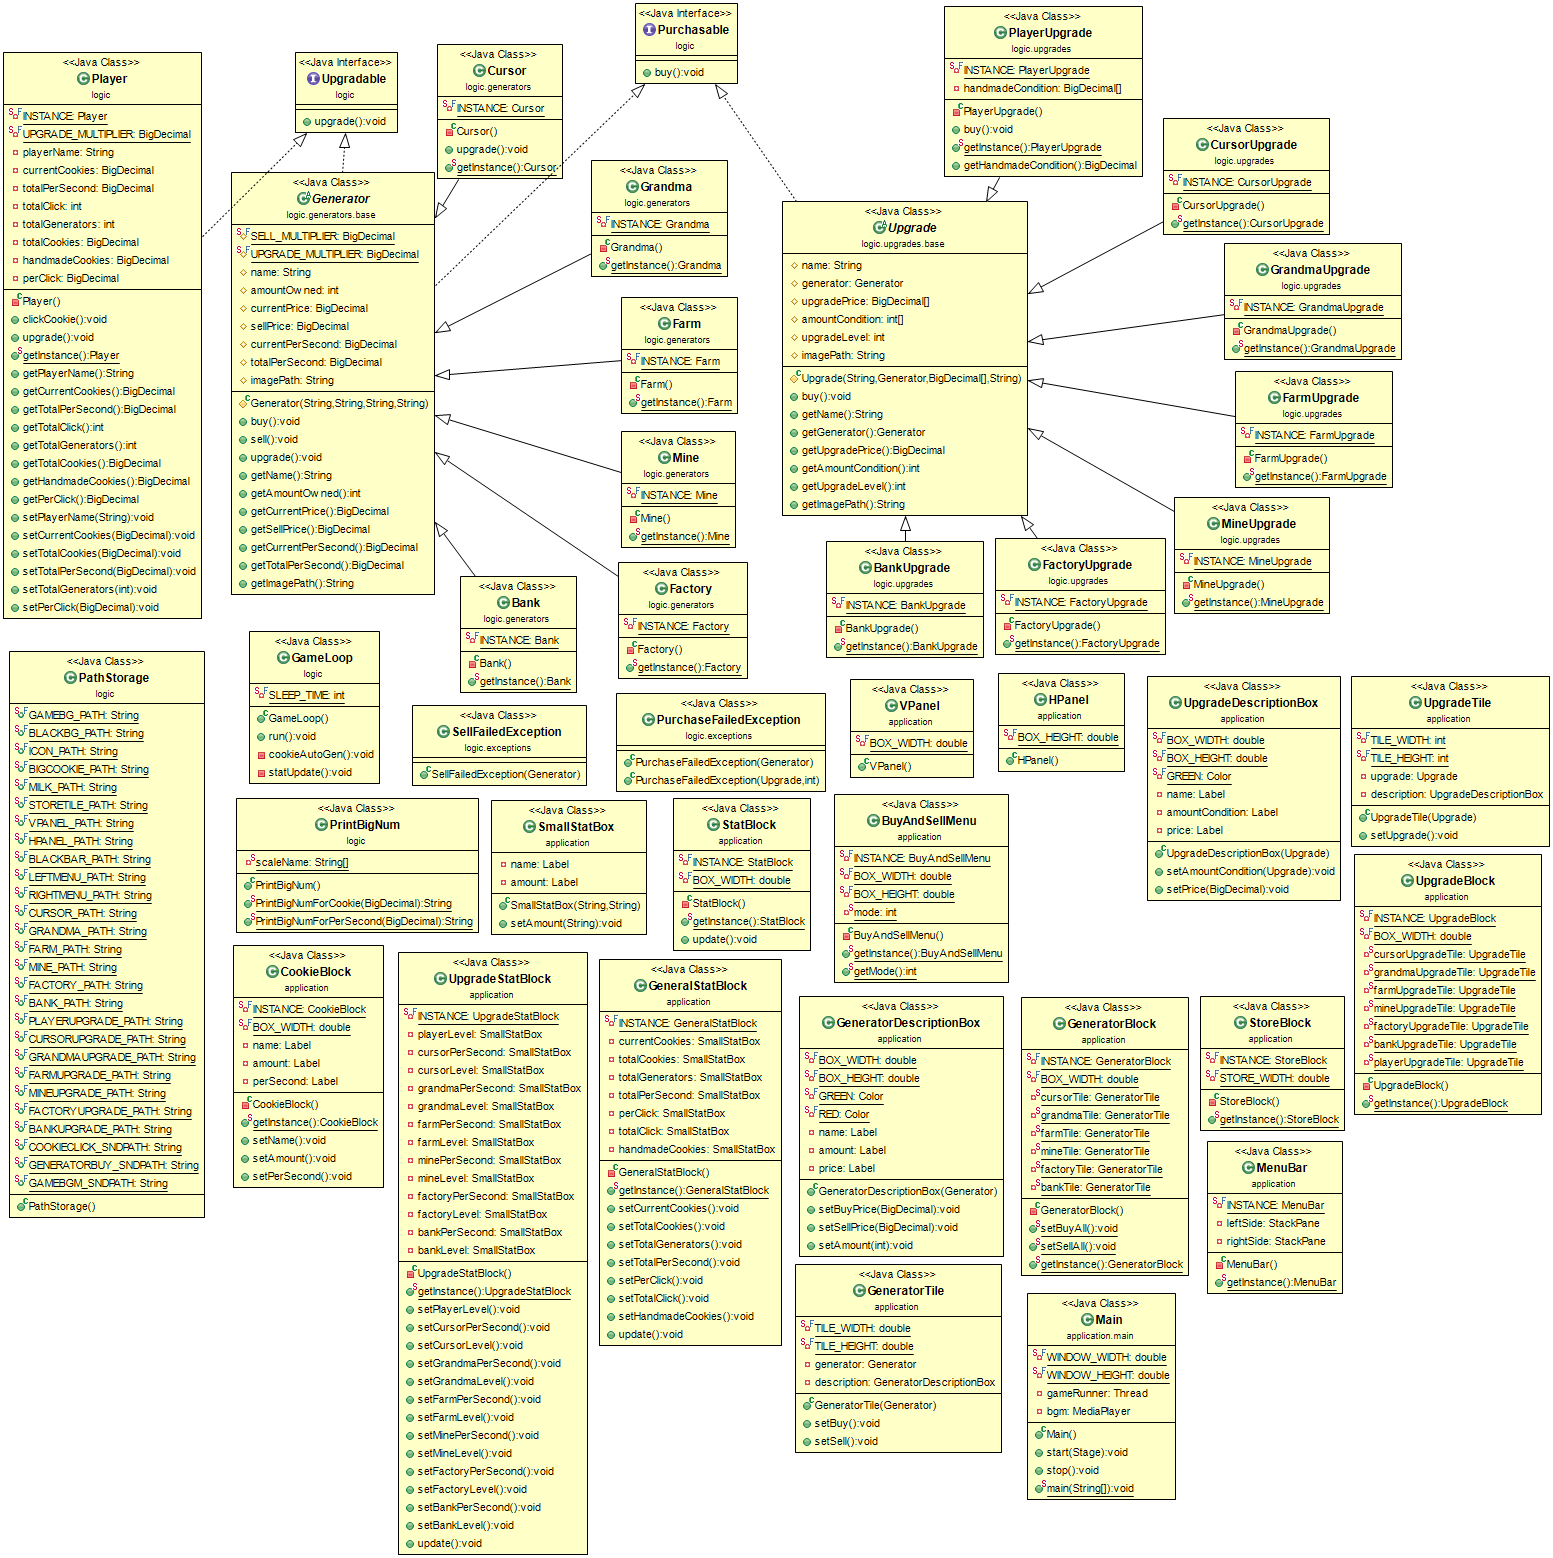 <<Java Class>>
Player
logic
INSTANCE: Player
UPGRADE_MULTIPLIER: BigDecimal
playerName: String
currentCookies: BigDecimal
totalPerSecond: BigDecimal
totalClick: int
totalGenerators: int
totalCookies: BigDecimal
handmadeCookies: BigDecimal
perClick: BigDecimal
Player()
clickCookie():void
upgrade():void
getInstance():Player
getPlayerName():String
getCurrentCookies():BigDecimal
getTotalPerSecond():BigDecimal
getTotalClick():int
getTotalGenerators():int
getTotalCookies():BigDecimal
getHandmadeCookies():BigDecimal
getPerClick():BigDecimal
setPlayerName(String):void
setCurrentCookies(BigDecimal):void
setTotalCookies(BigDecimal):void
setTotalPerSecond(BigDecimal):void
setTotalGenerators(int):void
setPerClick(BigDecimal):void
<<Java Interface>>
Upgradable
logic
upgrade():void
<<Java Class>>
Cursor
logic.generators
INSTANCE: Cursor
Cursor()
upgrade():void
getInstance():Cursor
<<Java Interface>>
Purchasable
logic
buy():void
<<Java Class>>
PlayerUpgrade
logic.upgrades
INSTANCE: PlayerUpgrade
handmadeCondition: BigDecimal[]
PlayerUpgrade()
buy():void
getInstance():PlayerUpgrade
getHandmadeCondition():BigDecimal
<<Java Class>>
Generator
logic.generators.base
SELL_MULTIPLIER: BigDecimal
UPGRADE_MULTIPLIER: BigDecimal
name: String
amountOwned: int
currentPrice: BigDecimal
sellPrice: BigDecimal
currentPerSecond: BigDecimal
totalPerSecond: BigDecimal
imagePath: String
Generator(String,String,String,String)
buy():void
sell():void
upgrade():void
getName():String
getAmountOwned():int
getCurrentPrice():BigDecimal
getSellPrice():BigDecimal
getCurrentPerSecond():BigDecimal
getTotalPerSecond():BigDecimal
getImagePath():String
<<Java Class>>
Grandma
logic.generators
INSTANCE: Grandma
Grandma()
getInstance():Grandma
<<Java Class>>
Farm
logic.generators
INSTANCE: Farm
Farm()
getInstance():Farm
<<Java Class>>
Mine
logic.generators
INSTANCE: Mine
Mine()
getInstance():Mine
<<Java Class>>
Factory
logic.generators
INSTANCE: Factory
Factory()
getInstance():Factory
<<Java Class>>
Bank
logic.generators
INSTANCE: Bank
Bank()
getInstance():Bank
<<Java Class>>
Upgrade
logic.upgrades.base
name: String
generator: Generator
upgradePrice: BigDecimal[]
amountCondition: int[]
upgradeLevel: int
imagePath: String
Upgrade(String,Generator,BigDecimal[],String)
buy():void
getName():String
getGenerator():Generator
getUpgradePrice():BigDecimal
getAmountCondition():int
getUpgradeLevel():int
getImagePath():String
<<Java Class>>
CursorUpgrade
logic.upgrades
INSTANCE: CursorUpgrade
CursorUpgrade()
getInstance():CursorUpgrade
<<Java Class>>
GrandmaUpgrade
logic.upgrades
INSTANCE: GrandmaUpgrade
GrandmaUpgrade()
getInstance():GrandmaUpgrade
<<Java Class>>
FarmUpgrade
logic.upgrades
INSTANCE: FarmUpgrade
FarmUpgrade()
getInstance():FarmUpgrade
<<Java Class>>
MineUpgrade
logic.upgrades
INSTANCE: MineUpgrade
MineUpgrade()
getInstance():MineUpgrade
<<Java Class>>
BankUpgrade
logic.upgrades
INSTANCE: BankUpgrade
BankUpgrade()
getInstance():BankUpgrade
<<Java Class>>
FactoryUpgrade
logic.upgrades
INSTANCE: FactoryUpgrade
FactoryUpgrade()
getInstance():FactoryUpgrade
<<Java Class>>
PathStorage
logic
GAMEBG_PATH: String
BLACKBG_PATH: String
ICON_PATH: String
BIGCOOKIE_PATH: String
MILK_PATH: String
STORETILE_PATH: String
VPANEL_PATH: String
HPANEL_PATH: String
BLACKBAR_PATH: String
LEFTMENU_PATH: String
RIGHTMENU_PATH: String
CURSOR_PATH: String
GRANDMA_PATH: String
FARM_PATH: String
MINE_PATH: String
FACTORY_PATH: String
BANK_PATH: String
PLAYERUPGRADE_PATH: String
CURSORUPGRADE_PATH: String
GRANDMAUPGRADE_PATH: String
FARMUPGRADE_PATH: String
MINEUPGRADE_PATH: String
FACTORYUPGRADE_PATH: String
BANKUPGRADE_PATH: String
COOKIECLICK_SNDPATH: String
GENERATORBUY_SNDPATH: String
GAMEBGM_SNDPATH: String
PathStorage()
<<Java Class>>
GameLoop
logic
SLEEP_TIME: int
GameLoop()
run():void
cookieAutoGen():void
statUpdate():void
<<Java Class>>
SellFailedException
logic.exceptions
SellFailedException(Generator)
<<Java Class>>
PurchaseFailedException
logic.exceptions
PurchaseFailedException(Generator)
PurchaseFailedException(Upgrade,int)
<<Java Class>>
VPanel
application
BOX_WIDTH: double
VPanel()
<<Java Class>>
HPanel
application
BOX_HEIGHT: double
HPanel()
<<Java Class>>
UpgradeDescriptionBox
application
BOX_WIDTH: double
BOX_HEIGHT: double
GREEN: Color
name: Label
amountCondition: Label
price: Label
UpgradeDescriptionBox(Upgrade)
setAmountCondition(Upgrade):void
setPrice(BigDecimal):void
<<Java Class>>
UpgradeTile
application
TILE_WIDTH: int
TILE_HEIGHT: int
upgrade: Upgrade
description: UpgradeDescriptionBox
UpgradeTile(Upgrade)
setUpgrade():void
<<Java Class>>
PrintBigNum
logic
scaleName: String[]
PrintBigNum()
PrintBigNumForCookie(BigDecimal):String
PrintBigNumForPerSecond(BigDecimal):String
<<Java Class>>
SmallStatBox
application
name: Label
amount: Label
SmallStatBox(String,String)
setAmount(String):void
<<Java Class>>
StatBlock
application
INSTANCE: StatBlock
BOX_WIDTH: double
StatBlock()
getInstance():StatBlock
update():void
<<Java Class>>
BuyAndSellMenu
application
INSTANCE: BuyAndSellMenu
BOX_WIDTH: double
BOX_HEIGHT: double
mode: int
BuyAndSellMenu()
getInstance():BuyAndSellMenu
getMode():int
<<Java Class>>
UpgradeBlock
application
INSTANCE: UpgradeBlock
BOX_WIDTH: double
cursorUpgradeTile: UpgradeTile
grandmaUpgradeTile: UpgradeTile
farmUpgradeTile: UpgradeTile
mineUpgradeTile: UpgradeTile
factoryUpgradeTile: UpgradeTile
bankUpgradeTile: UpgradeTile
playerUpgradeTile: UpgradeTile
UpgradeBlock()
getInstance():UpgradeBlock
<<Java Class>>
CookieBlock
application
INSTANCE: CookieBlock
BOX_WIDTH: double
name: Label
amount: Label
perSecond: Label
CookieBlock()
getInstance():CookieBlock
setName():void
setAmount():void
setPerSecond():void
<<Java Class>>
UpgradeStatBlock
application
INSTANCE: UpgradeStatBlock
playerLevel: SmallStatBox
cursorPerSecond: SmallStatBox
cursorLevel: SmallStatBox
grandmaPerSecond: SmallStatBox
grandmaLevel: SmallStatBox
farmPerSecond: SmallStatBox
farmLevel: SmallStatBox
minePerSecond: SmallStatBox
mineLevel: SmallStatBox
factoryPerSecond: SmallStatBox
factoryLevel: SmallStatBox
bankPerSecond: SmallStatBox
bankLevel: SmallStatBox
UpgradeStatBlock()
getInstance():UpgradeStatBlock
setPlayerLevel():void
setCursorPerSecond():void
setCursorLevel():void
setGrandmaPerSecond():void
setGrandmaLevel():void
setFarmPerSecond():void
setFarmLevel():void
setMinePerSecond():void
setMineLevel():void
setFactoryPerSecond():void
setFactoryLevel():void
setBankPerSecond():void
setBankLevel():void
update():void
<<Java Class>>
GeneralStatBlock
application
INSTANCE: GeneralStatBlock
currentCookies: SmallStatBox
totalCookies: SmallStatBox
totalGenerators: SmallStatBox
totalPerSecond: SmallStatBox
perClick: SmallStatBox
totalClick: SmallStatBox
handmadeCookies: SmallStatBox
GeneralStatBlock()
getInstance():GeneralStatBlock
setCurrentCookies():void
setTotalCookies():void
setTotalGenerators():void
setTotalPerSecond():void
setPerClick():void
setTotalClick():void
setHandmadeCookies():void
update():void
<<Java Class>>
GeneratorDescriptionBox
application
BOX_WIDTH: double
BOX_HEIGHT: double
GREEN: Color
RED: Color
name: Label
amount: Label
price: Label
GeneratorDescriptionBox(Generator)
setBuyPrice(BigDecimal):void
setSellPrice(BigDecimal):void
setAmount(int):void
<<Java Class>>
GeneratorBlock
application
INSTANCE: GeneratorBlock
BOX_WIDTH: double
cursorTile: GeneratorTile
grandmaTile: GeneratorTile
farmTile: GeneratorTile
mineTile: GeneratorTile
factoryTile: GeneratorTile
bankTile: GeneratorTile
GeneratorBlock()
setBuyAll():void
setSellAll():void
getInstance():GeneratorBlock
<<Java Class>>
StoreBlock
application
INSTANCE: StoreBlock
STORE_WIDTH: double
StoreBlock()
getInstance():StoreBlock
<<Java Class>>
MenuBar
application
INSTANCE: MenuBar
leftSide: StackPane
rightSide: StackPane
MenuBar()
getInstance():MenuBar
<<Java Class>>
GeneratorTile
application
TILE_WIDTH: double
TILE_HEIGHT: double
generator: Generator
description: GeneratorDescriptionBox
GeneratorTile(Generator)
setBuy():void
setSell():void
<<Java Class>>
Main
application.main
WINDOW_WIDTH: double
WINDOW_HEIGHT: double
gameRunner: Thread
bgm: MediaPlayer
Main()
start(Stage):void
stop():void
main(String[]):void